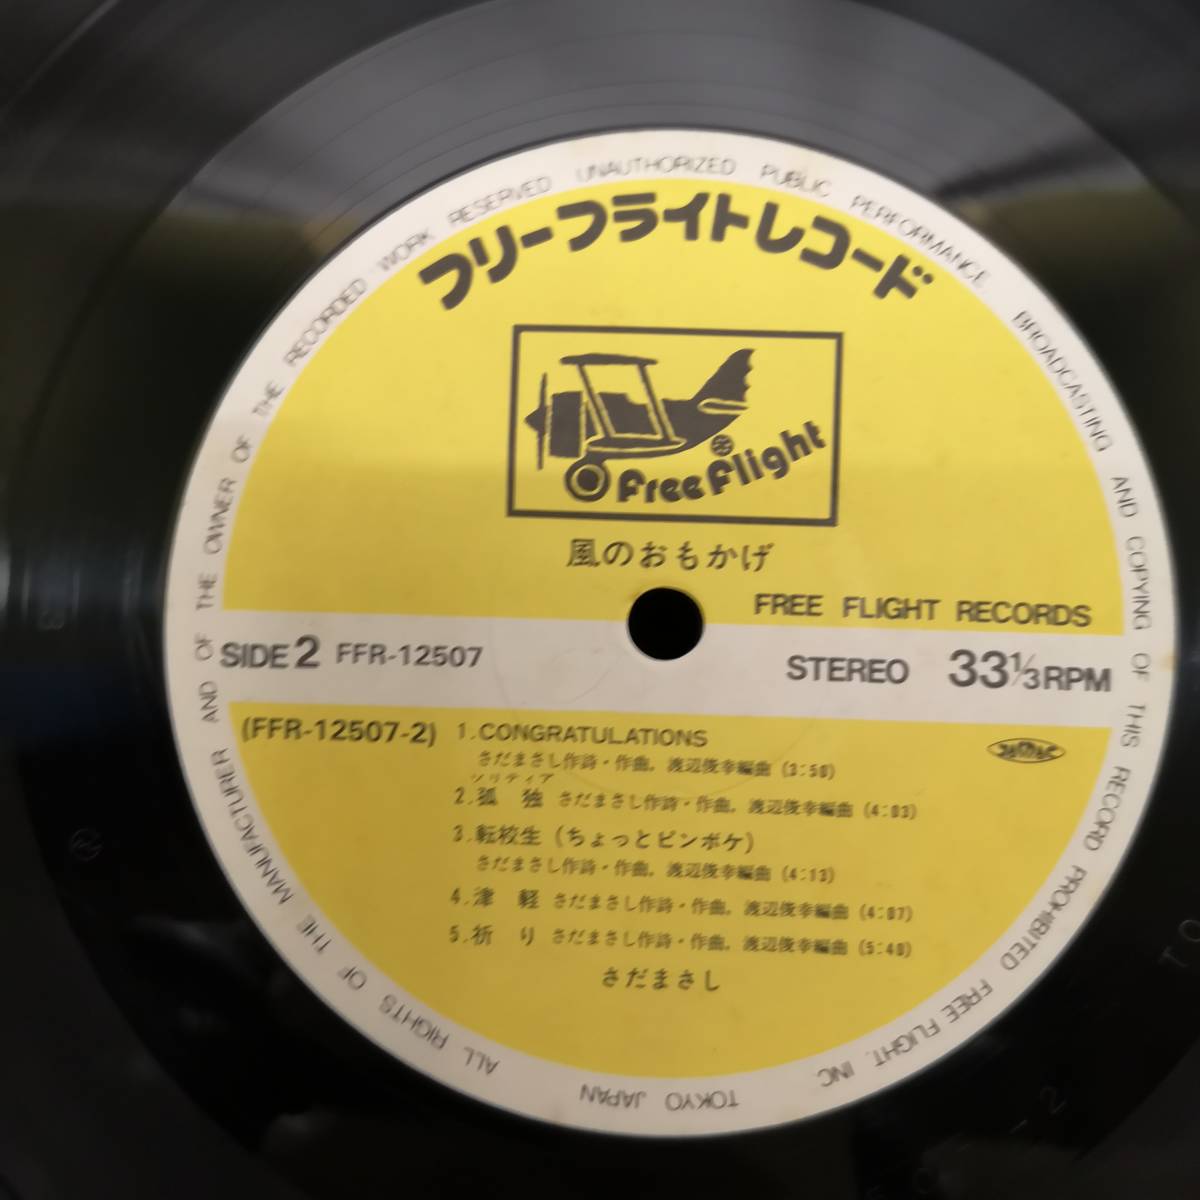 フリーフライトレコード
Free Flight
風のおもかげ
FREE FLIGHT RECORDS
SIDE 2 FFR-12507
STEREO 33⅓RPM
(FFR-12507-2)
1.CONGRATULATIONS
さだまさし作詩・作曲,渡辺俊幸編曲 (3:50)
ソリティア
2.孤 独 さだまさし作詩・作曲,渡辺俊幸編曲 (4:03)
3.転校生 (ちょっとピンボケ)
さだまさし作詩・作曲,渡辺俊幸編曲 (4:13)
4.津 軽 さだまさし作詩・作曲,渡辺俊幸編曲 (4:07)
5.祈 り さだまさし作詩・作曲,渡辺俊幸編曲 (5:40)
さだまさし
ALL RIGHTS OF THE MANUFACTURER AND OF THE OWNER OF THE RECORDED WORK RESERVED UNAUTHORIZED PUBLIC PERFORMANCE BROADCASTING AND COPYING OF THIS RECORD PROHIBITED FREE FLIGHT, INC TOKYO JAPAN